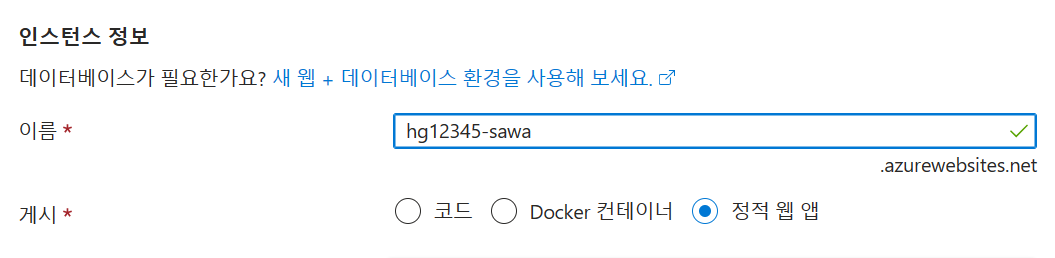 인스턴스 정보
데이터베이스가 필요한가요? 새 웹 + 데이터베이스 환경을 사용해 보세요.
이름 * hg12345-sawa
.azurewebsites.net
게시 * 코드 Docker 컨테이너 정적 웹 앱